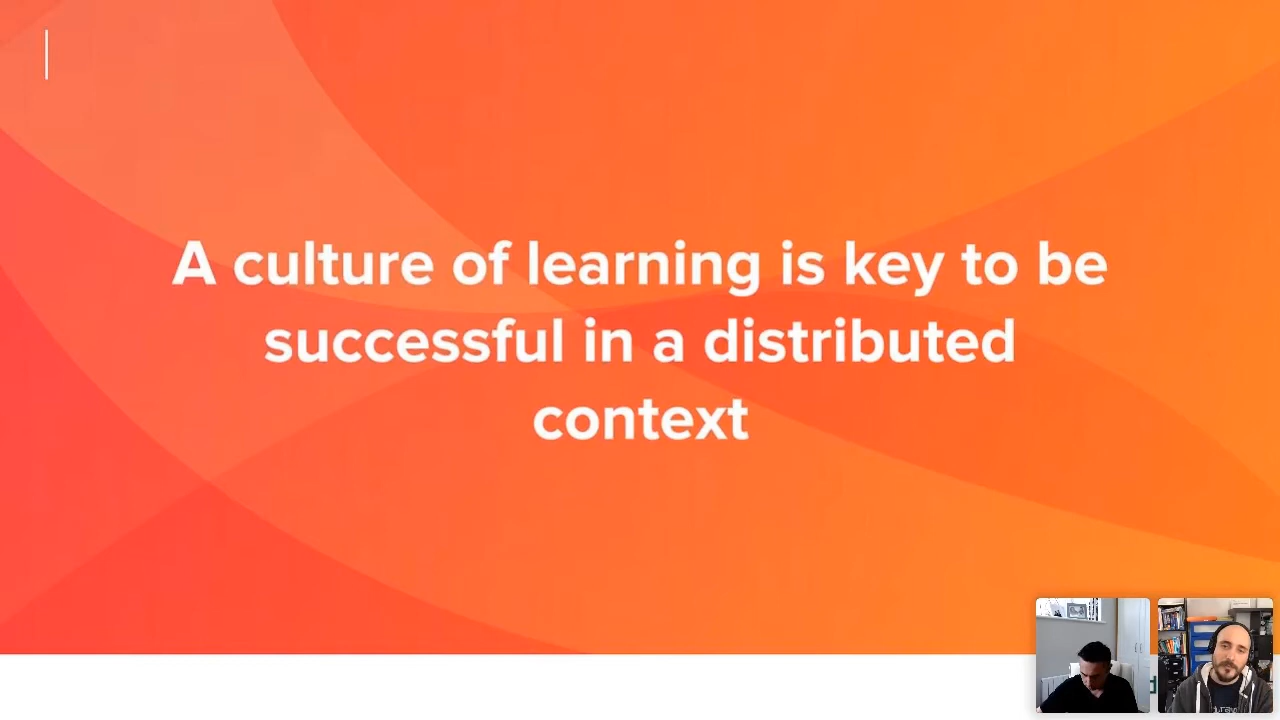 A culture of learning is key to be
successful in a distributed
context